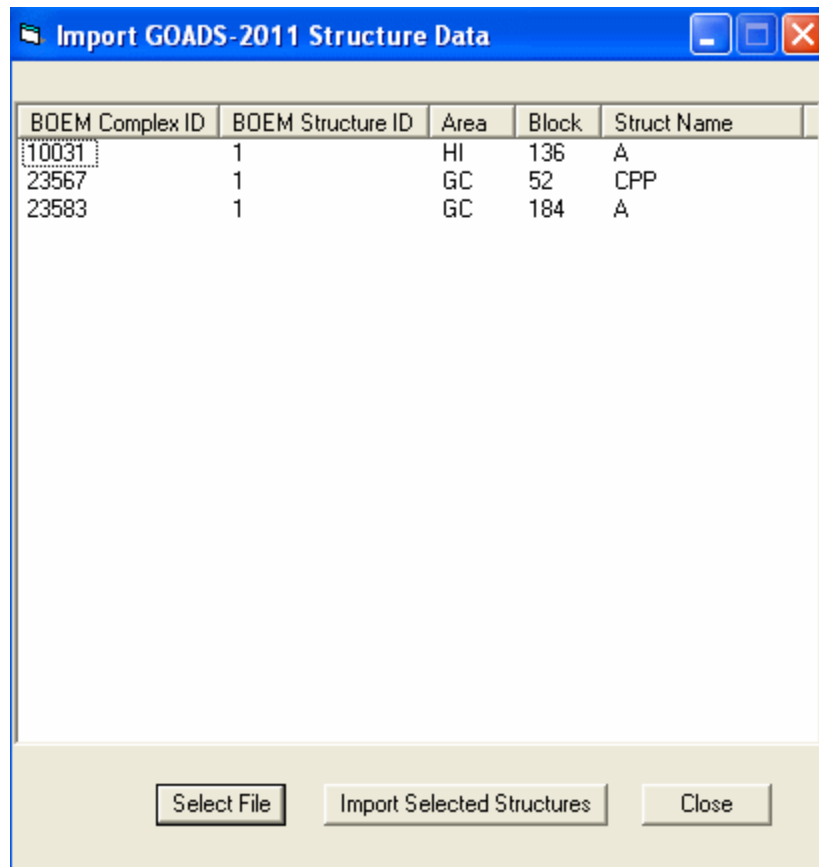 Import GOADS-2011 Structure Data
BOEM Complex ID BOEM Structure ID Area Block Struct Name
10031 1 HI 136 A
23567 1 GC 52 CPP
23583 1 GC 184 A
Select File Import Selected Structures Close